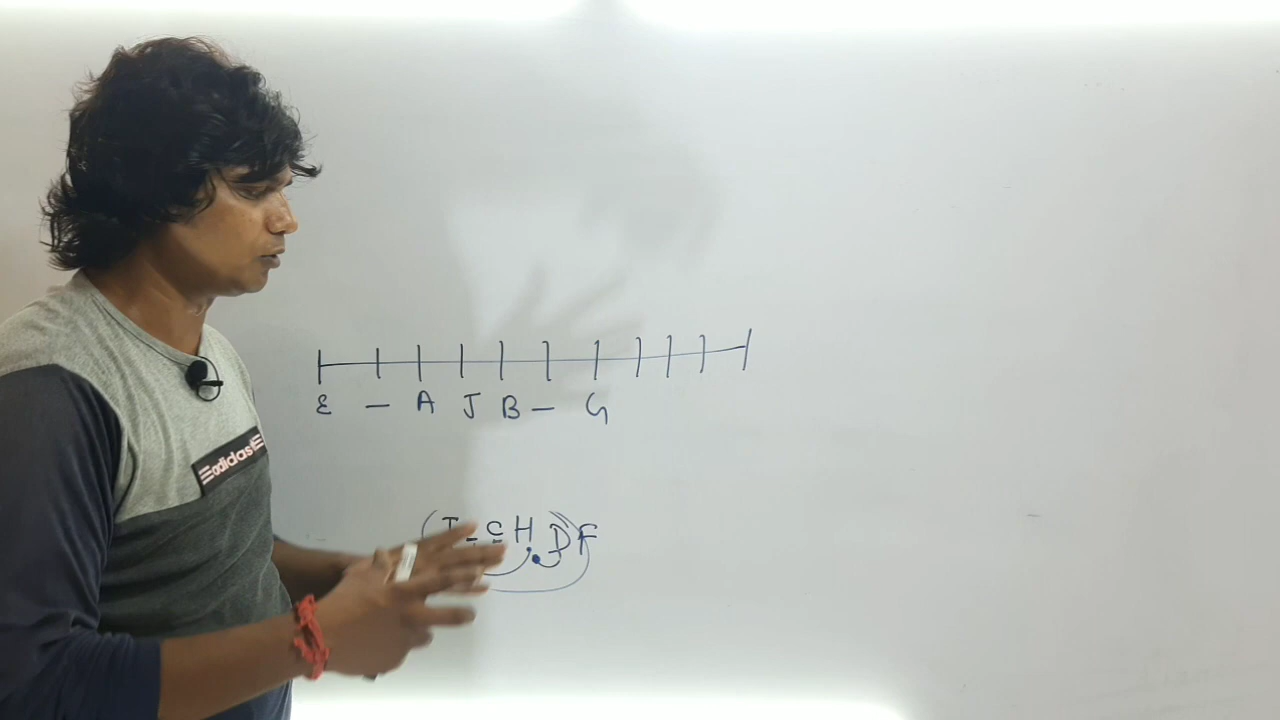 adidas
E – A J B – G
I – C H D F